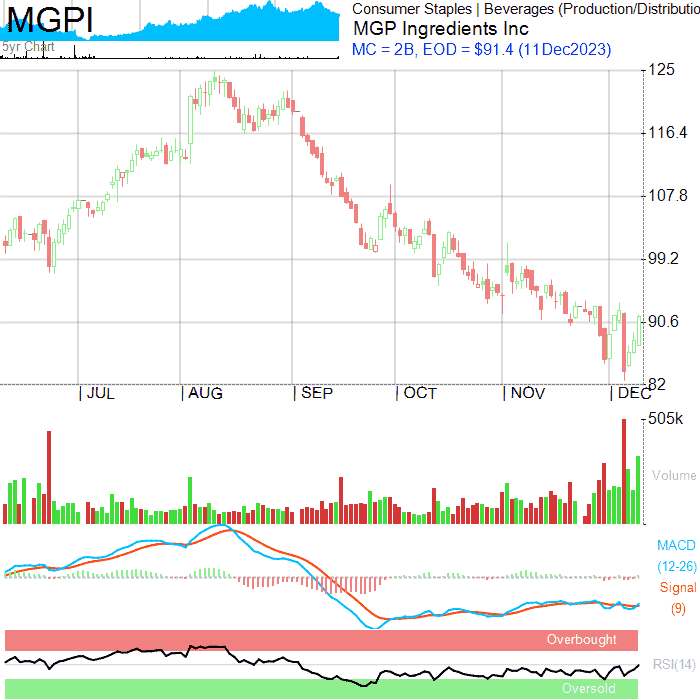 MGPI
5yr Chart
Consumer Staples | Beverages (Production/Distributio
MGP Ingredients Inc
MC = 2B, EOD = $91.4 (11Dec2023)
125
116.4
107.8
99.2
90.6
82
JUL
AUG
SEP
OCT
NOV
DEC
505k
Volume
MACD
(12-26)
Signal
(9)
Overbought
RSI(14)
Oversold